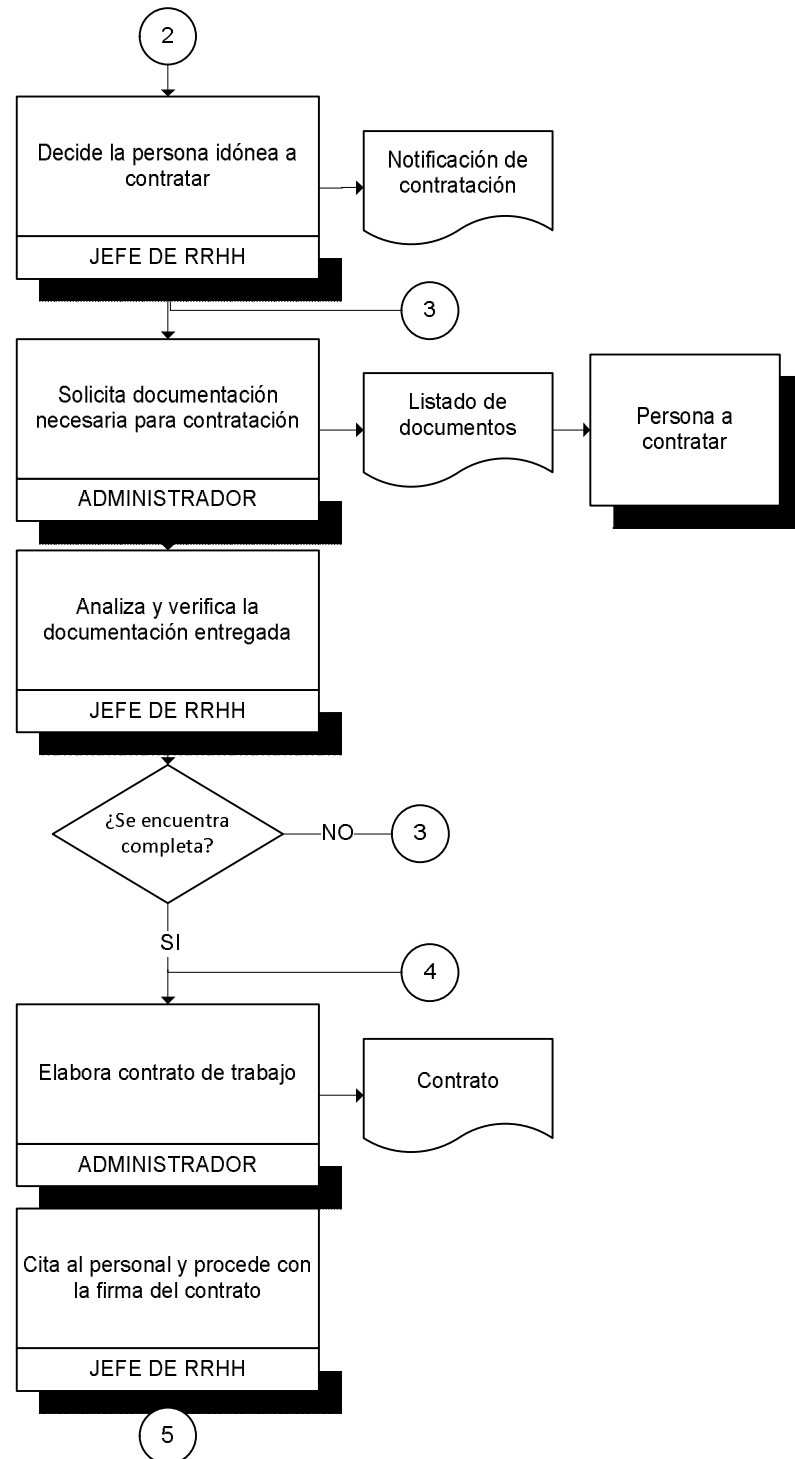 2
Decide la persona idónea a
contratar
JEFE DE RRHH
Notificación de
contratación
3
Solicita documentación
necesaria para contratación
ADMINISTRADOR
Listado de
documentos
Persona a
contratar
Analiza y verifica la
documentación entregada
JEFE DE RRHH
¿Se encuentra
completa?
NO
3
SI
4
Elabora contrato de trabajo
ADMINISTRADOR
Contrato
Cita al personal y procede con
la firma del contrato
JEFE DE RRHH
5